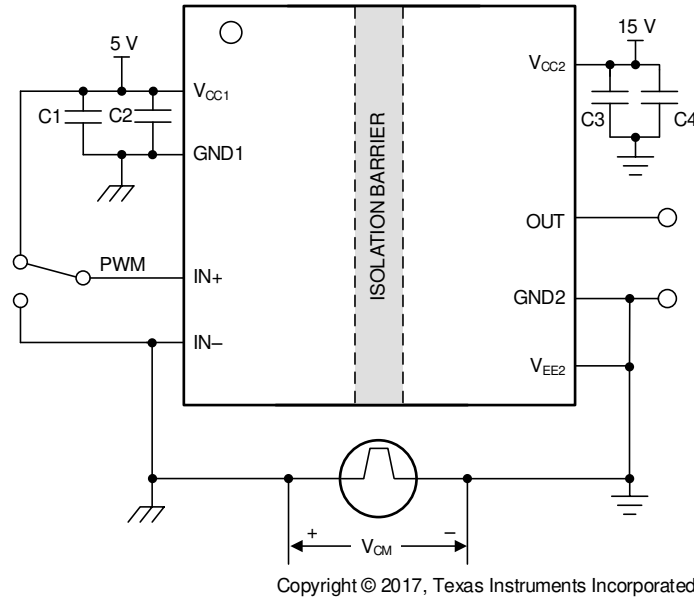 5 V
15 V
VCC1
VCC2
C1
C2
C3
C4
GND1
ISOLATION BARRIER
OUT
PWM
IN+
GND2
IN–
VEE2
+
–
VCM
Copyright © 2017, Texas Instruments Incorporated